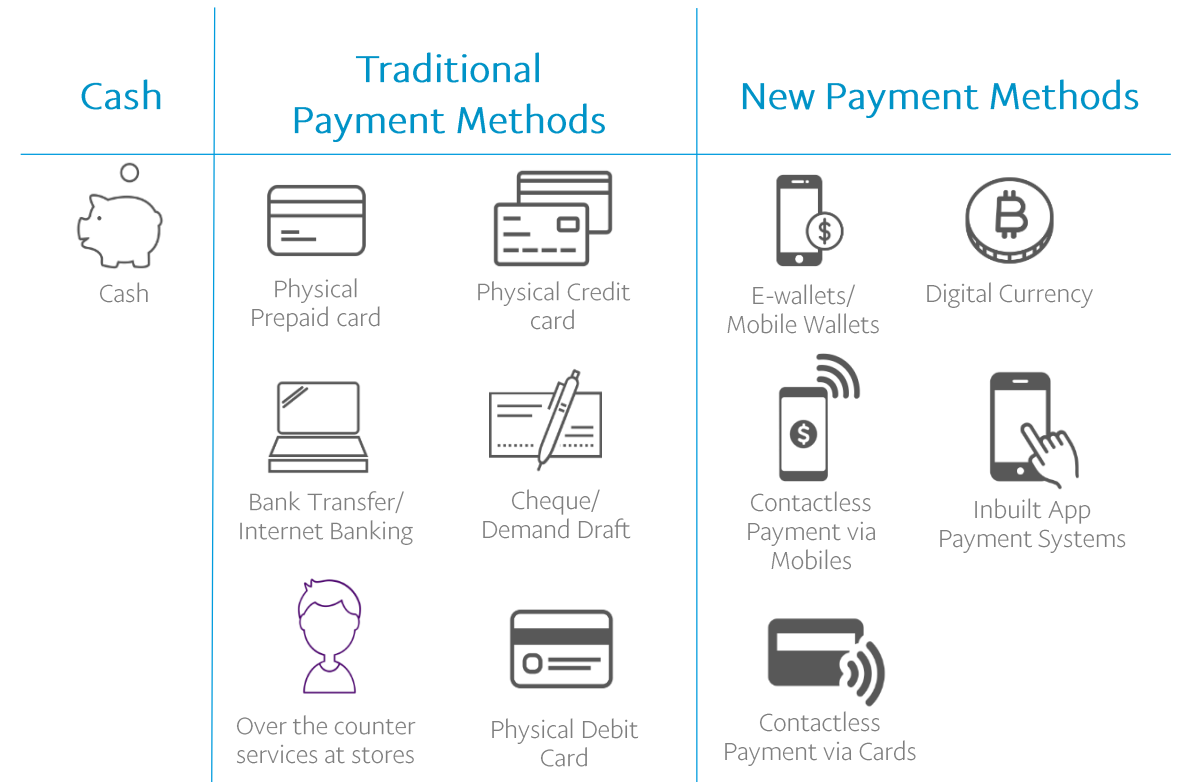 Cash
Traditional
Payment Methods
New Payment Methods
Cash
Physical
Prepaid card
Physical Credit
card
E-wallets/
Mobile Wallets
Digital Currency
Bank Transfer/
Internet Banking
Cheque/
Demand Draft
Contactless
Payment via
Mobiles
Inbuilt App
Payment Systems
Over the counter
services at stores
Physical Debit
Card
Contactless
Payment via Cards